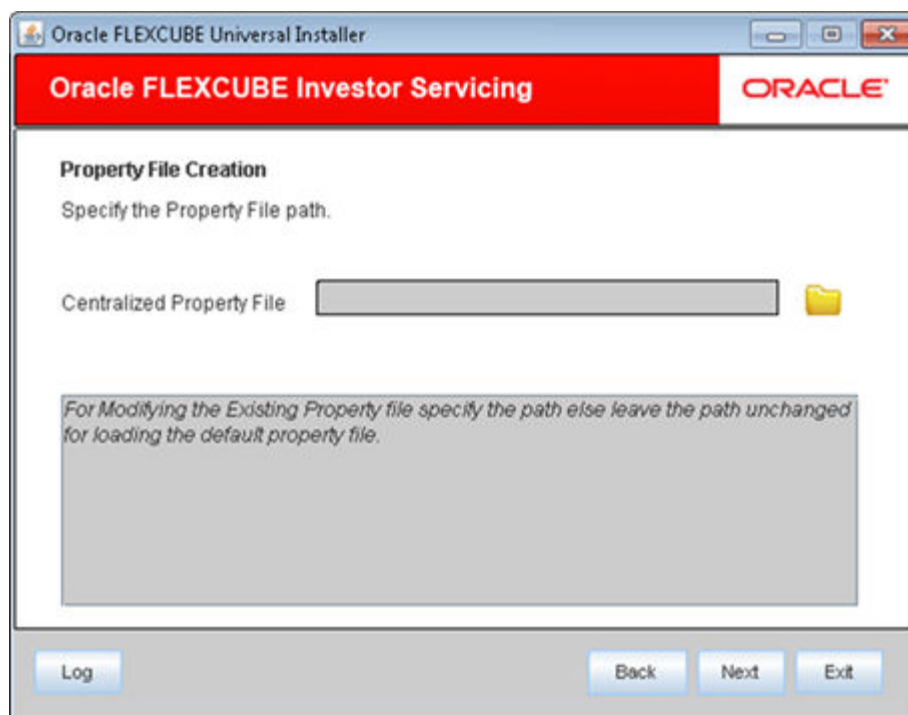 Oracle FLEXCUBE Universal Installer
Oracle FLEXCUBE Investor Servicing
ORACLE'
Property File Creation
Specify the Property File path.
Centralized Property File
For Modifying the Existing Property file specify the path else leave the path unchanged
for loading the default property file.
Log
Back
Next
Exit